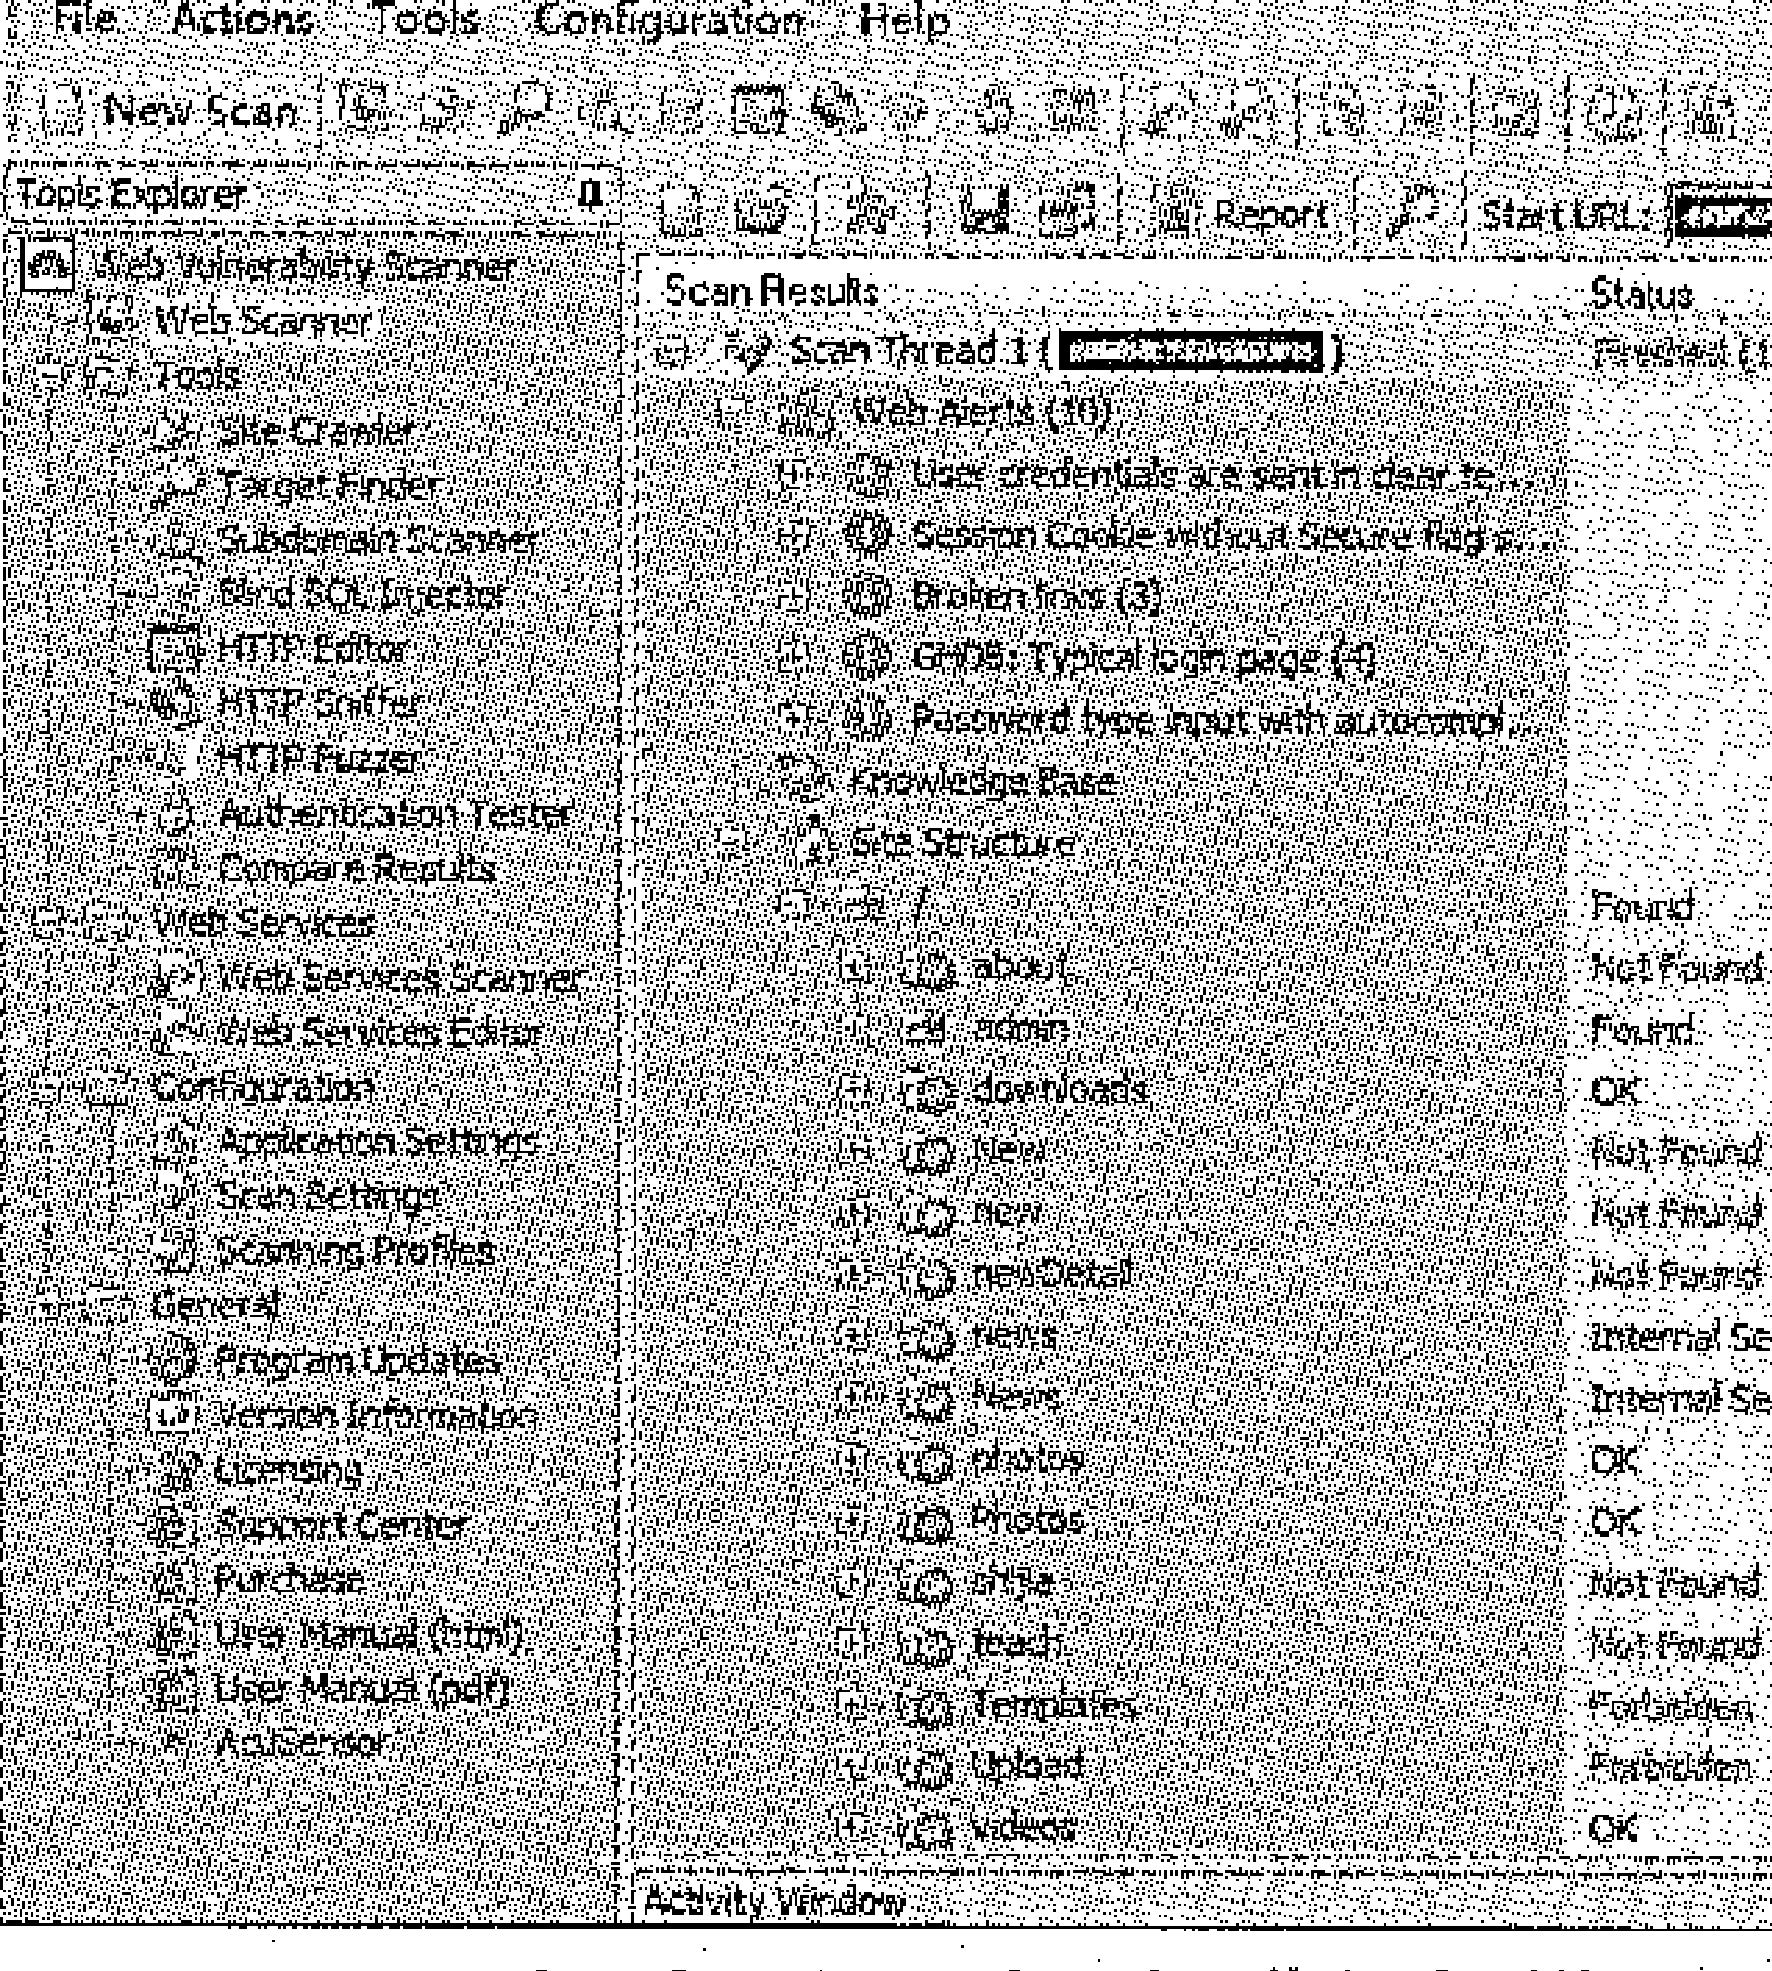 File Actions Tools Configuration Help
New Scan
Tools Explorer
Report Start URL:
Web Vulnerability Scanner
Web Scanner
Tools
Site Crawler
Target Finder
Subdomain Scanner
Blind SQL Injector
HTTP Editor
HTTP Sniffer
HTTP Fuzzer
Authentication Tester
Compare Results
Web Services
Web Services Scanner
Web Services Editor
Configuration
Application Settings
Scan Settings
Scanning Profiles
General
Program Updates
Version Information
Licensing
Support Center
Purchase
User Manual (html)
User Manual (pdf)
AcuSensor
Scan Results Status
Scan Thread 1 ( )
Web Alerts (10)
User credentials are sent in clear te...
Session Cookie without Secure flag s...
Broken links (3)
GHDB: Typical login page (4)
Password type input with autocompl...
Knowledge Base
Site Structure
/ Found
about Not Found
admin Found
downloads OK
New Not Found
new Not Found
newDetail Not Found
news Internal Se
News Internal Se
photos OK
Photos OK
Not Found
teach Not Found
Templates Forbidden
Upload Forbidden
videos OK
Activity Window